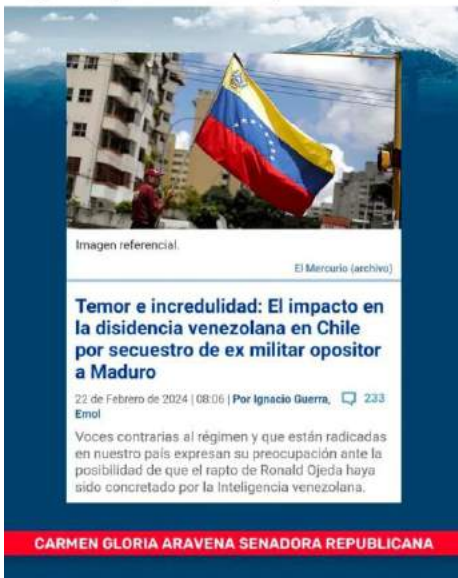 Imagen referencial.
El Mercurio (archivo)
Temor e incredulidad: El impacto en
la disidencia venezolana en Chile
por secuestro de ex militar opositor
a Maduro
22 de Febrero de 2024 | 08:06 | Por Ignacio Guerra, 233
Emol
Voces contrarias al régimen y que están radicadas
en nuestro país expresan su preocupación ante la
posibilidad de que el rapto de Ronald Ojeda haya
sido concretado por la Inteligencia venezolana.
CARMEN GLORIA ARAVENA SENADORA REPUBLICANA